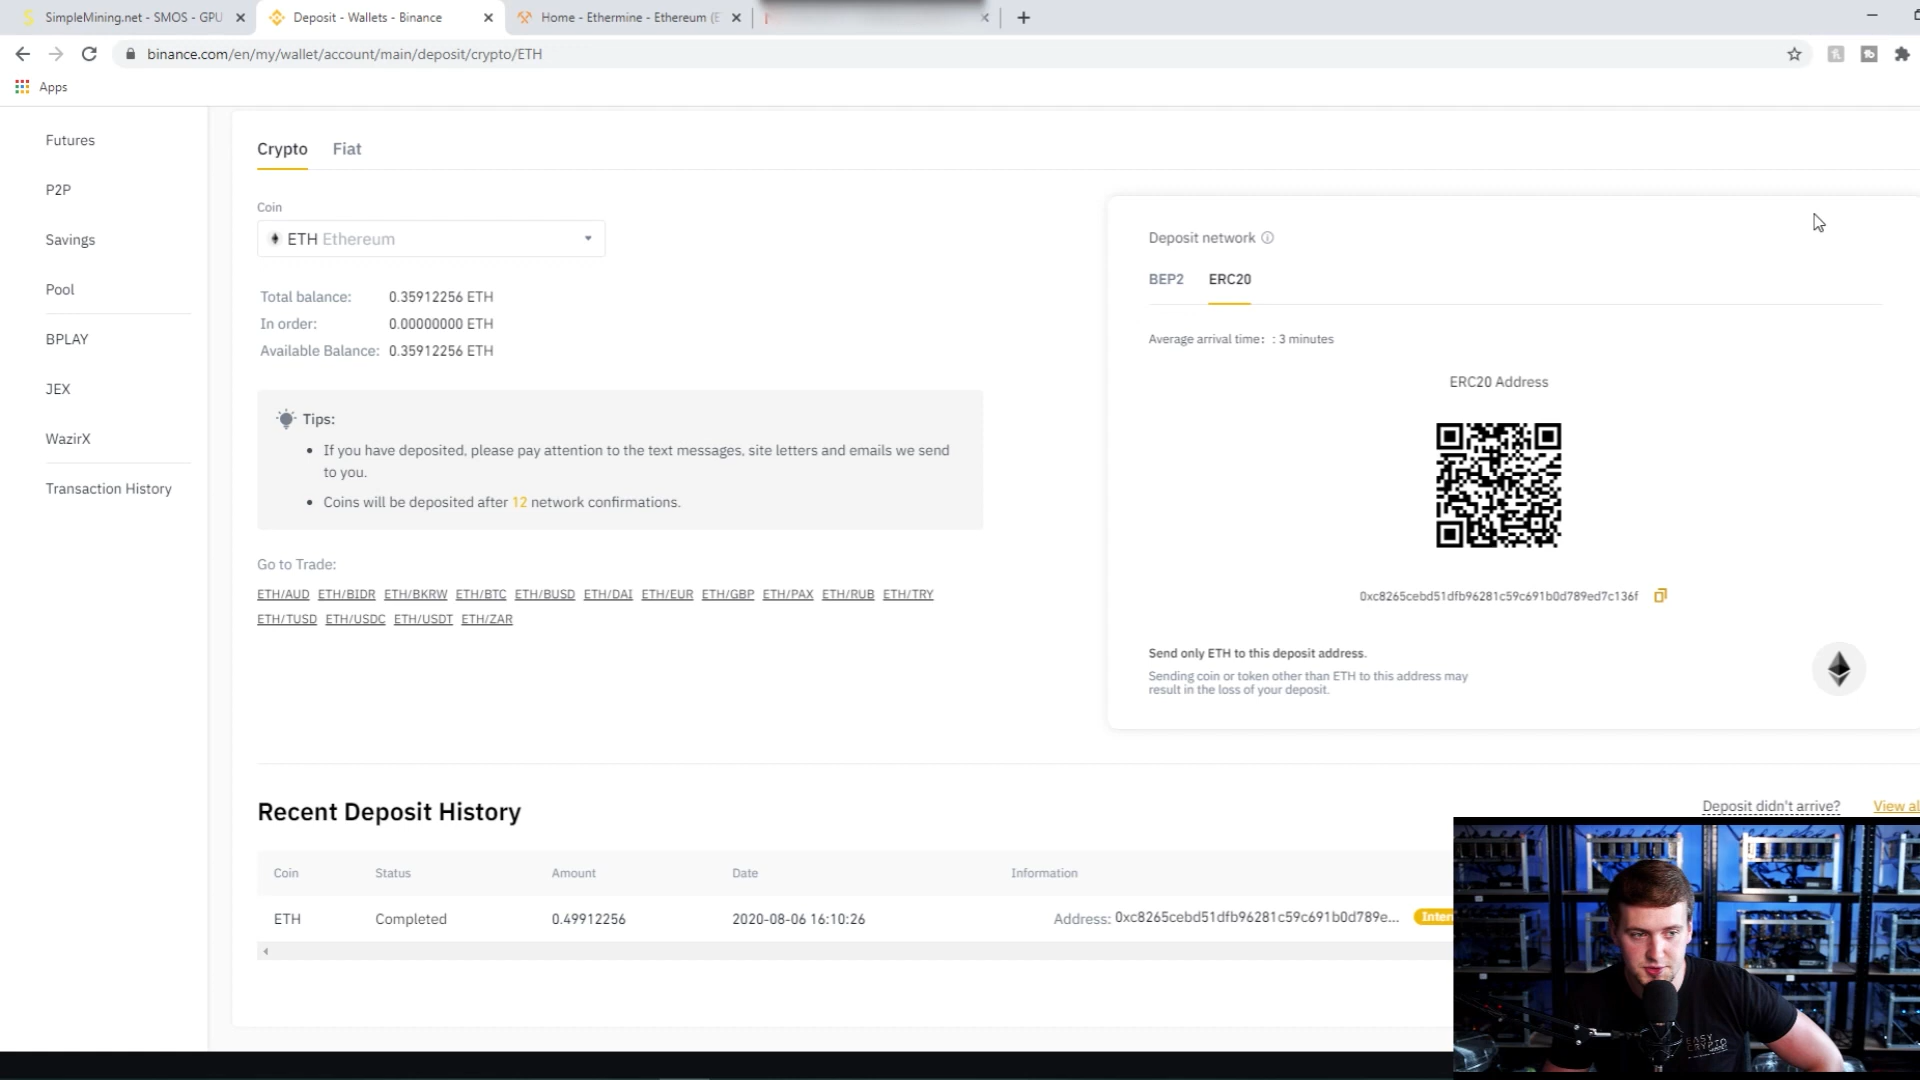 SimpleMining.net - SMOS - GPU
Deposit - Wallets - Binance
Home - Ethermine - Ethereum (E
binance.com/en/my/wallet/account/main/deposit/crypto/ETH
Apps
Futures
P2P
Savings
Pool
BPLAY
JEX
WazirX
Transaction History
Crypto Fiat
Coin
ETH Ethereum
Total balance: 0.35912256 ETH
In order: 0.00000000 ETH
Available Balance: 0.35912256 ETH
Tips:
• If you have deposited, please pay attention to the text messages, site letters and emails we send
to you.
• Coins will be deposited after 12 network confirmations.
Go to Trade:
ETH/AUD ETH/BIDR ETH/BKRW ETH/BTC ETH/BUSD ETH/DAI ETH/EUR ETH/GBP ETH/PAX ETH/RUB ETH/TRY
ETH/TUSD ETH/USDC ETH/USDT ETH/ZAR
Deposit network
BEP2 ERC20
Average arrival time: : 3 minutes
ERC20 Address
0xc8265cebd51dfb96281c59c691b0d789ed7c136f
Send only ETH to this deposit address.
Sending coin or token other than ETH to this address may
result in the loss of your deposit.
Recent Deposit History
Deposit didn't arrive? View al
Coin Status Amount Date Information
ETH Completed 0.49912256 2020-08-06 16:10:26 Address: 0xc8265cebd51dfb96281c59c691b0d789e... Intern
EASY
CRYPTO